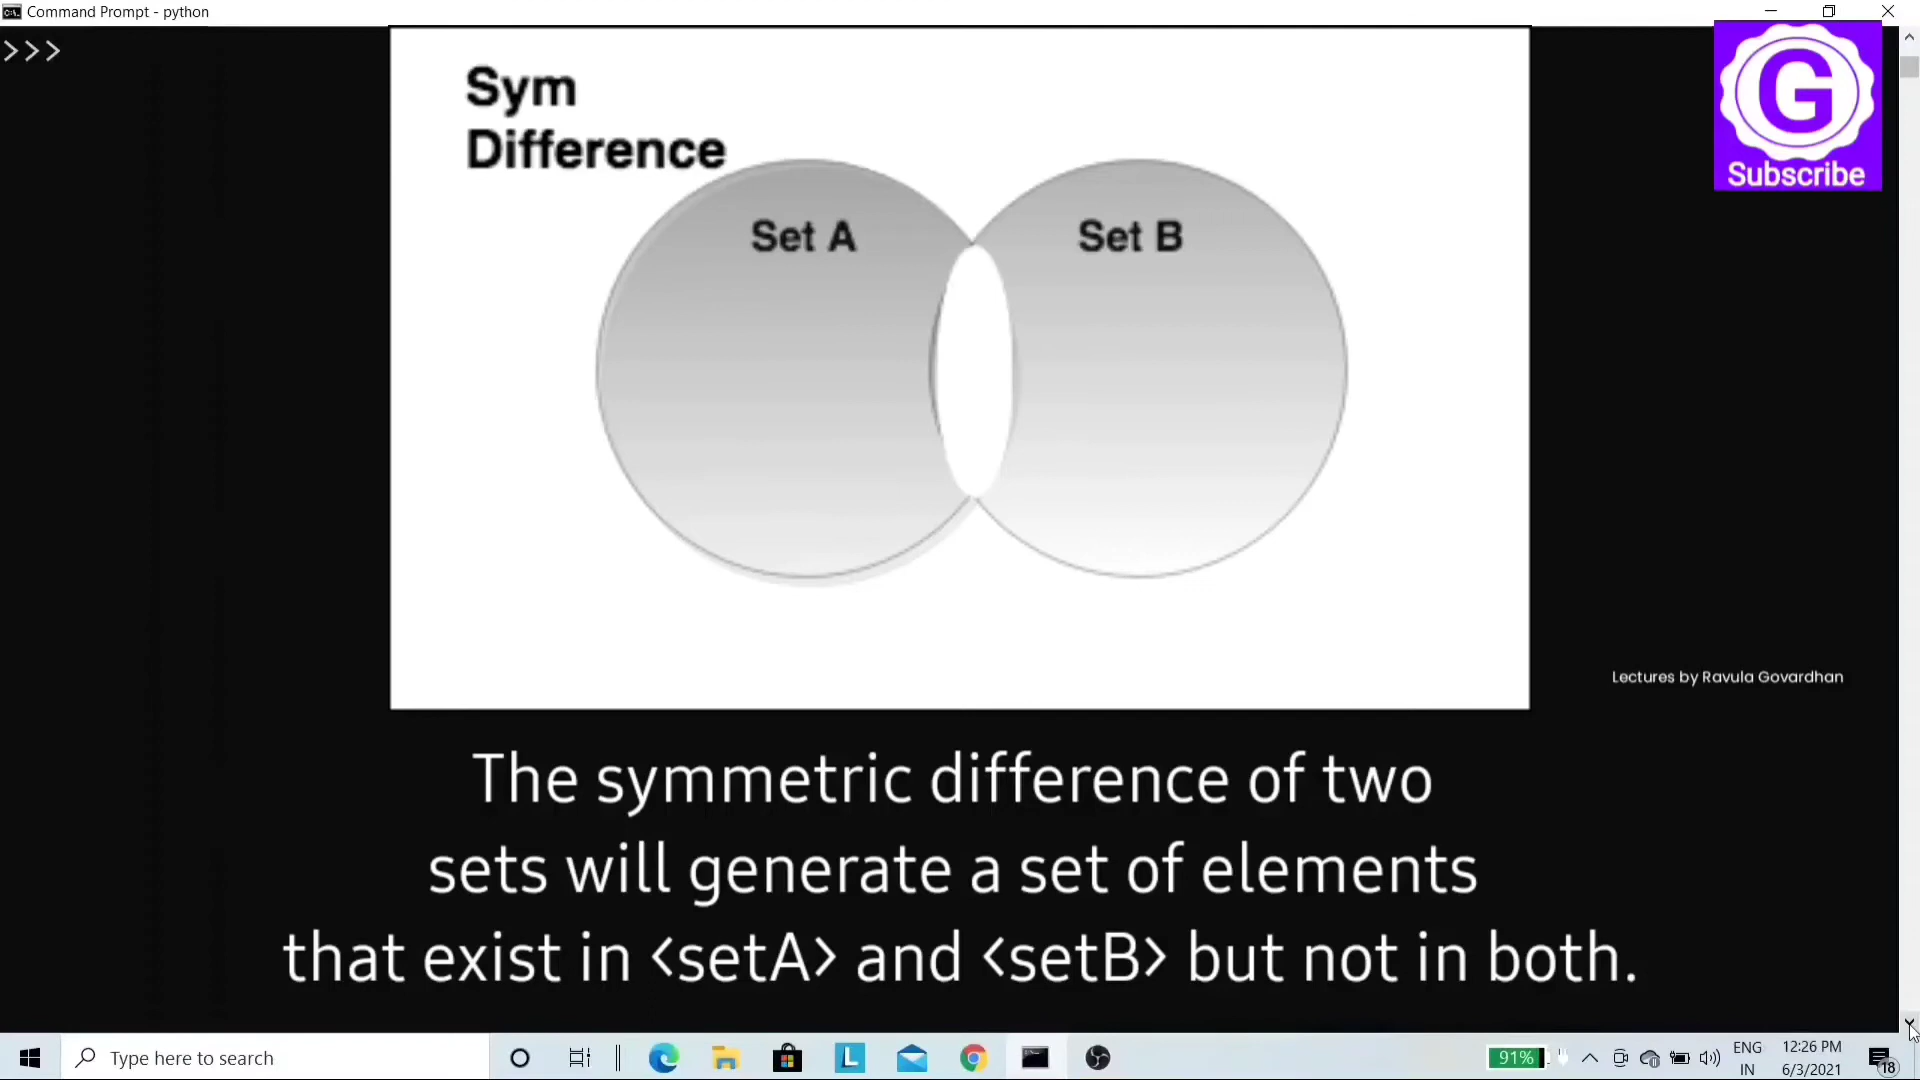 Command Prompt - python
>>>
Sym
Difference
Set A
Set B
G
Subscribe
Lectures by Ravula Govardhan
The symmetric difference of two
sets will generate a set of elements
that exist in <setA> and <setB> but not in both.
Type here to search
L
91%
ENG
IN
12:26 PM
6/3/2021
18